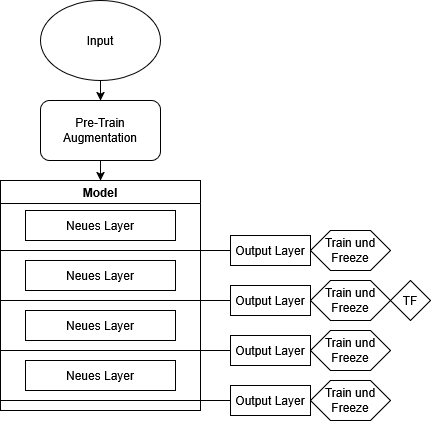 Input
Pre-Train
Augmentation
Model
Neues Layer
Output Layer
Train und
Freeze
Neues Layer
Output Layer
Train und
Freeze
TF
Neues Layer
Output Layer
Train und
Freeze
Neues Layer
Output Layer
Train und
Freeze